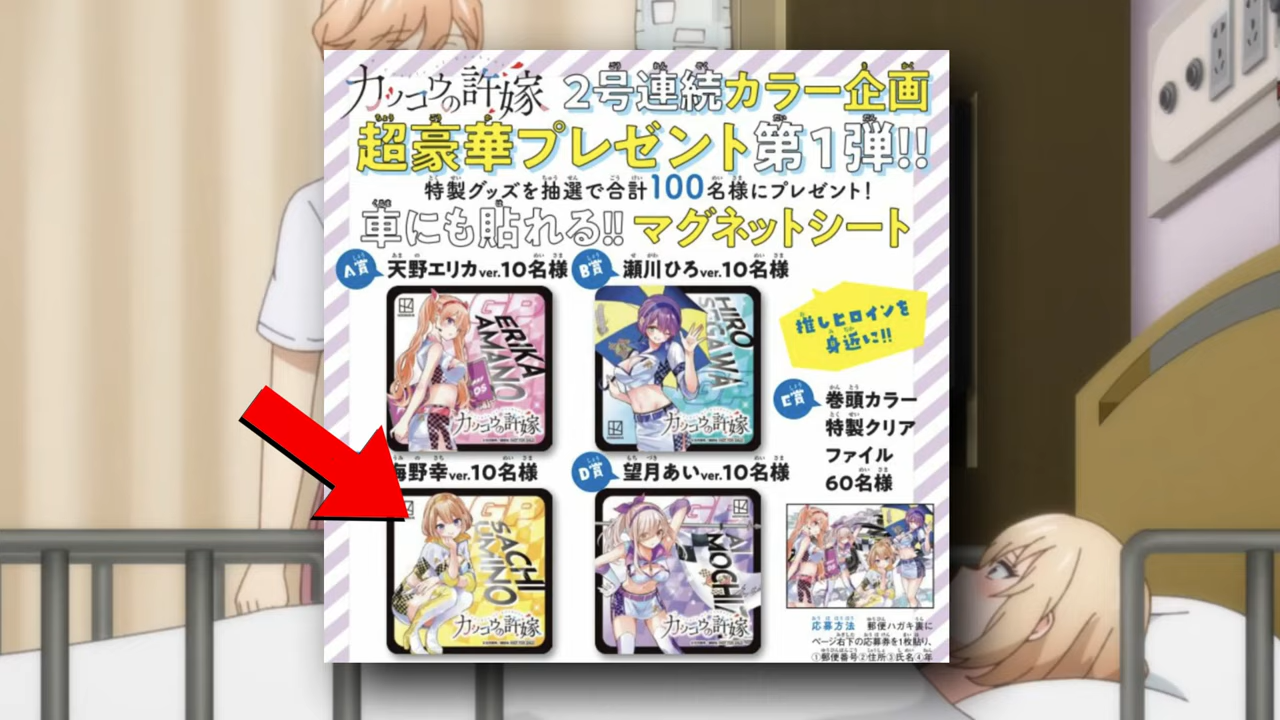 カッコウの許嫁 2号連続カラー企画
超豪華プレゼント第1弾!!
特製グッズを抽選で合計100名様にプレゼント!
車にも貼れる!! マグネットシート
A賞 天野エリカver.10名様
B賞 瀬川ひろver.10名様
ERIKA AMANO
カッコウの許嫁
HIRO SEGAWA
カッコウの許嫁
推しヒロインを
身近に!!
海野幸ver.10名様
D賞 望月あいver.10名様
SACHI UMINO
カッコウの許嫁
MOCHIZ
カッコウの許嫁
巻頭カラー
特製クリア
ファイル
60名様
応募方法 郵便ハガキ裏に
ページ右下の応募券を1枚貼り、
①郵便番号②住所③氏名④年